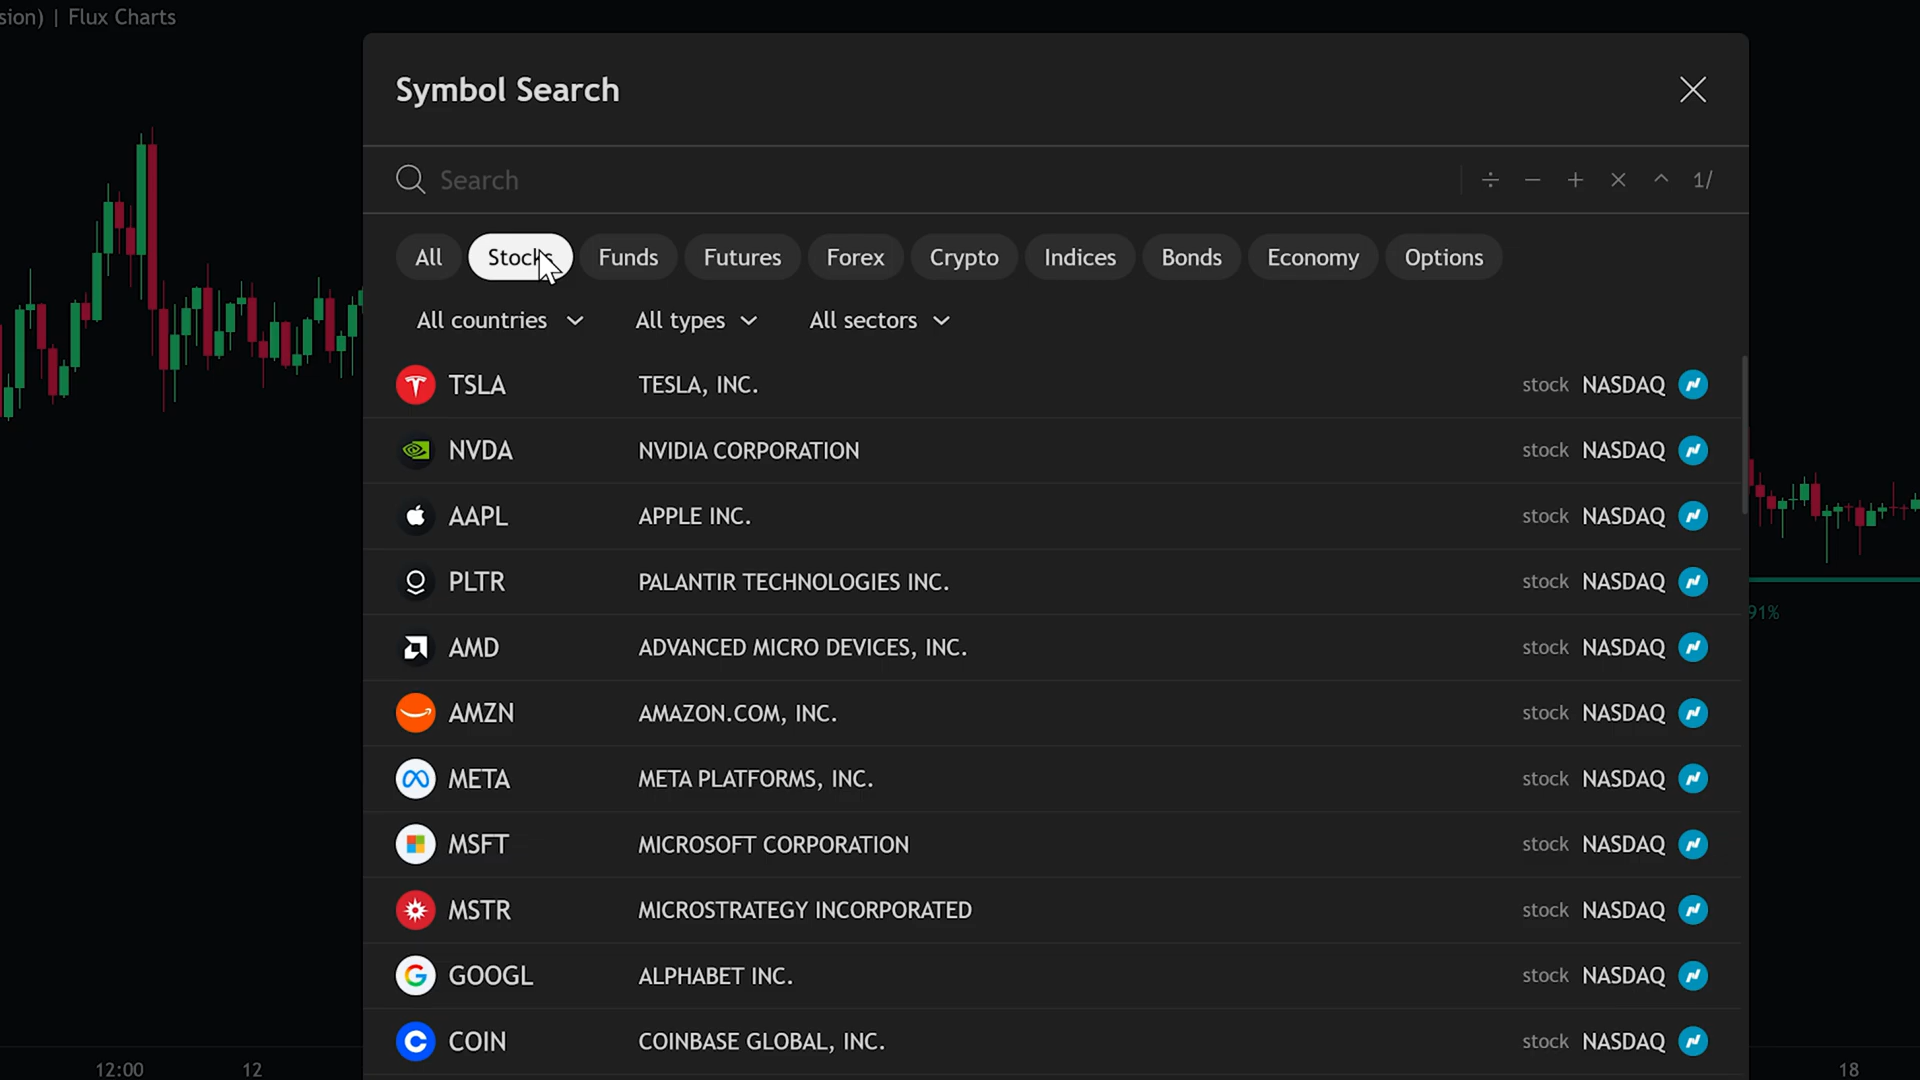 sion) | Flux Charts
Symbol Search
Search
÷ − + × ^ 1/
All Stocks Funds Futures Forex Crypto Indices Bonds Economy Options
All countries All types All sectors
TSLA TESLA, INC. stock NASDAQ
NVDA NVIDIA CORPORATION stock NASDAQ
AAPL APPLE INC. stock NASDAQ
PLTR PALANTIR TECHNOLOGIES INC. stock NASDAQ
AMD ADVANCED MICRO DEVICES, INC. stock NASDAQ
91%
AMZN AMAZON.COM, INC. stock NASDAQ
META META PLATFORMS, INC. stock NASDAQ
MSFT MICROSOFT CORPORATION stock NASDAQ
MSTR MICROSTRATEGY INCORPORATED stock NASDAQ
GOOGL ALPHABET INC. stock NASDAQ
COIN COINBASE GLOBAL, INC. stock NASDAQ
12:00 12 18